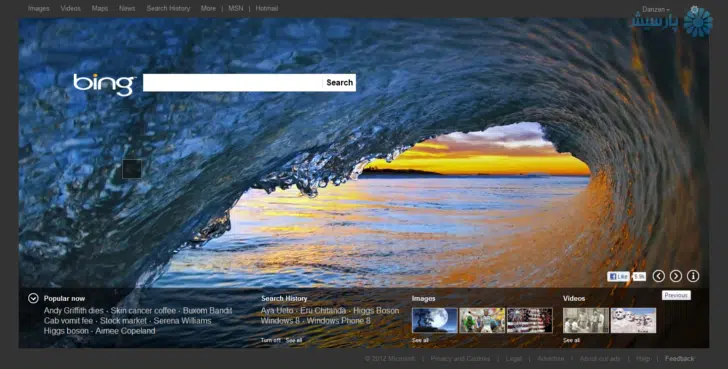 Images Videos Maps News Search History More | MSN | Hotmail
Danzan
پارسیش
bing
Search
Like 5.9k
Previous
Popular now
Andy Griffith dies · Skin cancer coffee · Buxom Bandit
Cab vomit fee · Stock market · Serena Williams
Higgs boson · Aimee Copeland
Search History
Aya Ueto · Eru Chitanda · Higgs Boson
Windows 8 · Windows Phone 8
Turn off See all
Images
See all
Videos
See all
© 2012 Microsoft | Privacy and Cookies | Legal | Advertise | About our ads | Help | Feedback